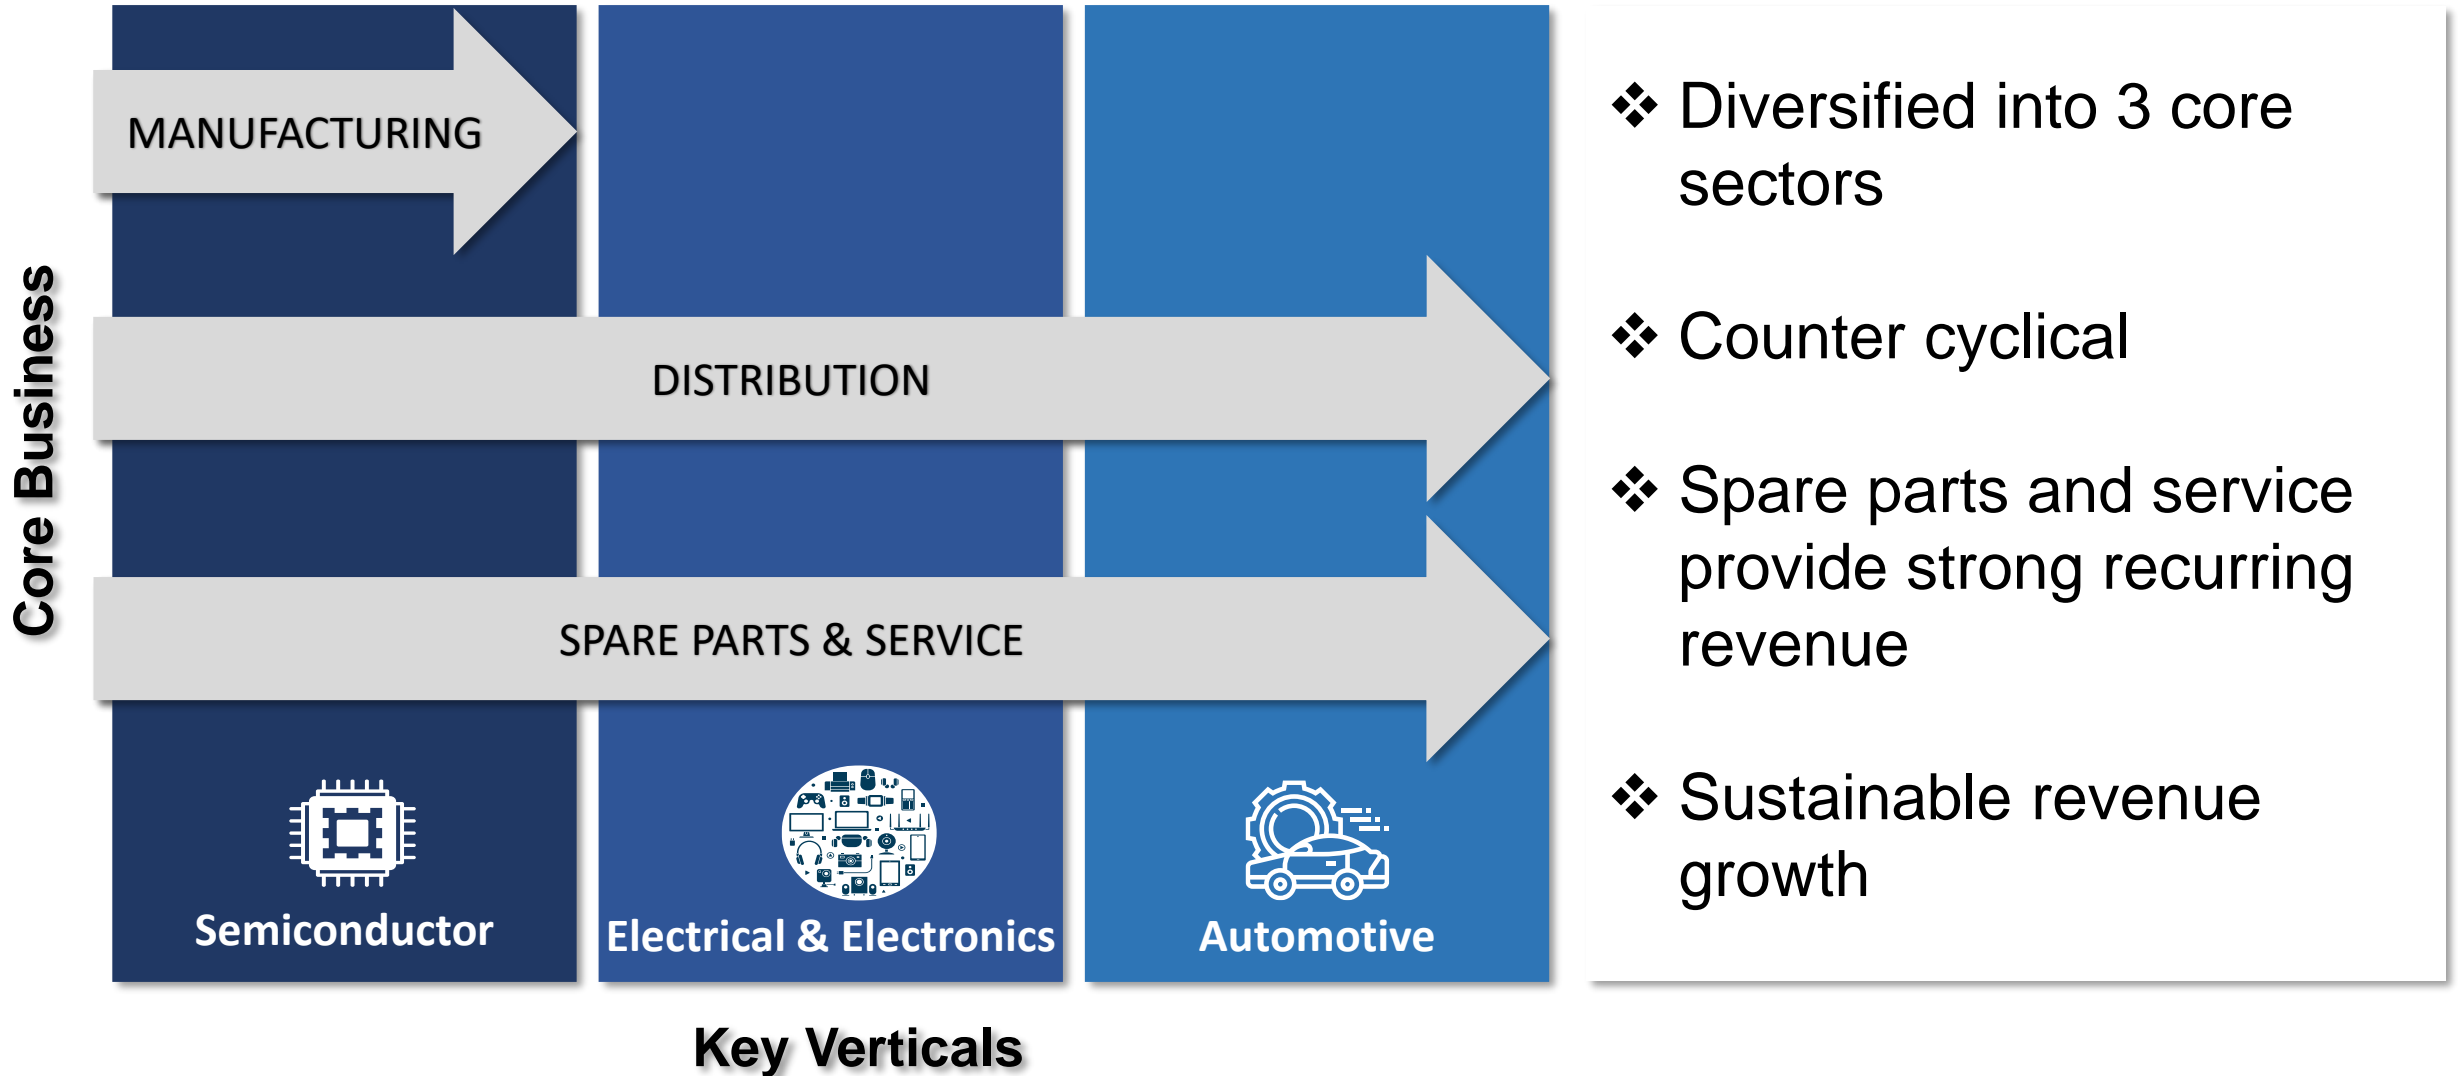 Core Business
MANUFACTURING
DISTRIBUTION
SPARE PARTS & SERVICE
Semiconductor
Electrical & Electronics
Automotive
Key Verticals
❖ Diversified into 3 core
sectors
❖ Counter cyclical
❖ Spare parts and service
provide strong recurring
revenue
❖ Sustainable revenue
growth